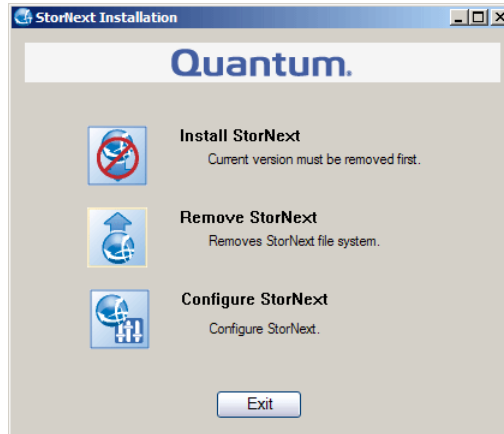 StorNext Installation
Quantum.
Install StorNext
Current version must be removed first.
Remove StorNext
Removes StorNext file system.
Configure StorNext
Configure StorNext.
Exit